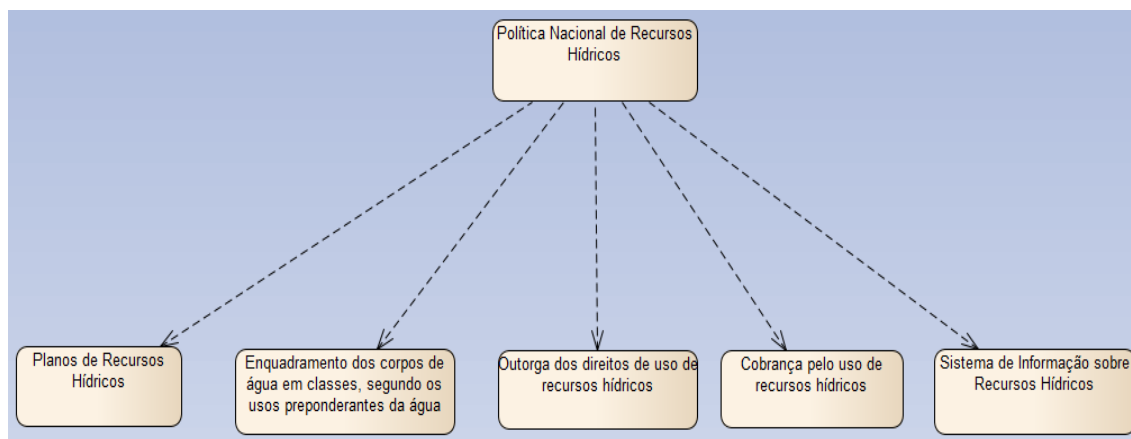 Política Nacional de Recursos
Hídricos
Planos de Recursos
Hídricos
Enquadramento dos corpos de
água em classes, segundo os
usos preponderantes da água
Outorga dos direitos de uso de
recursos hídricos
Cobrança pelo uso de
recursos hídricos
Sistema de Informação sobre
Recursos Hídricos